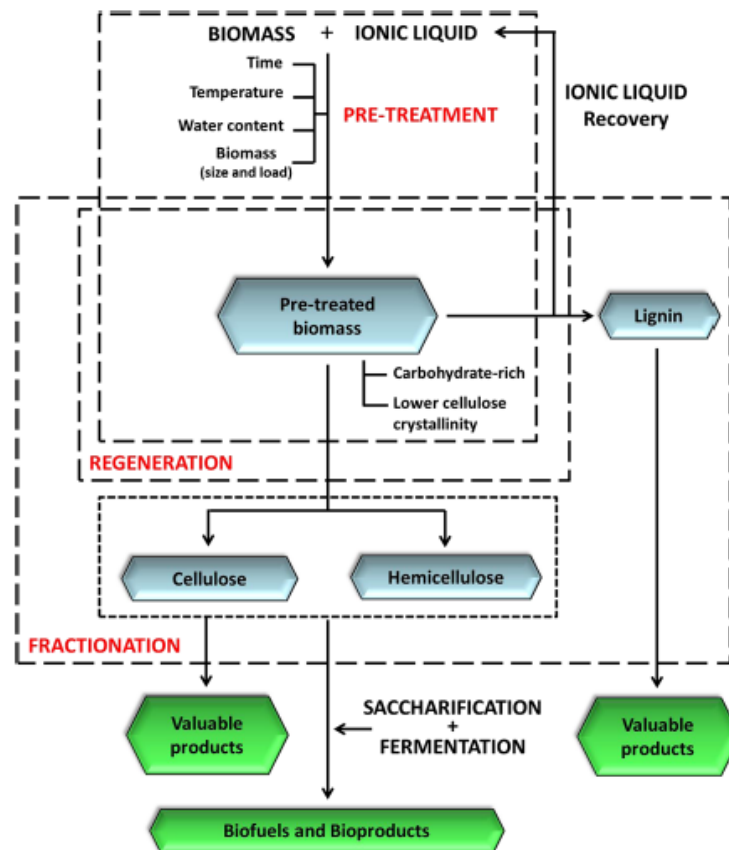 BIOMASS + IONIC LIQUID
Time
Temperature
Water content
Biomass
(size and load)
PRE-TREATMENT
IONIC LIQUID
Recovery
Pre-treated
biomass
Lignin
Carbohydrate-rich
Lower cellulose
crystallinity
REGENERATION
Cellulose
Hemicellulose
FRACTIONATION
Valuable
products
SACCHARIFICATION
+
FERMENTATION
Valuable
products
Biofuels and Bioproducts